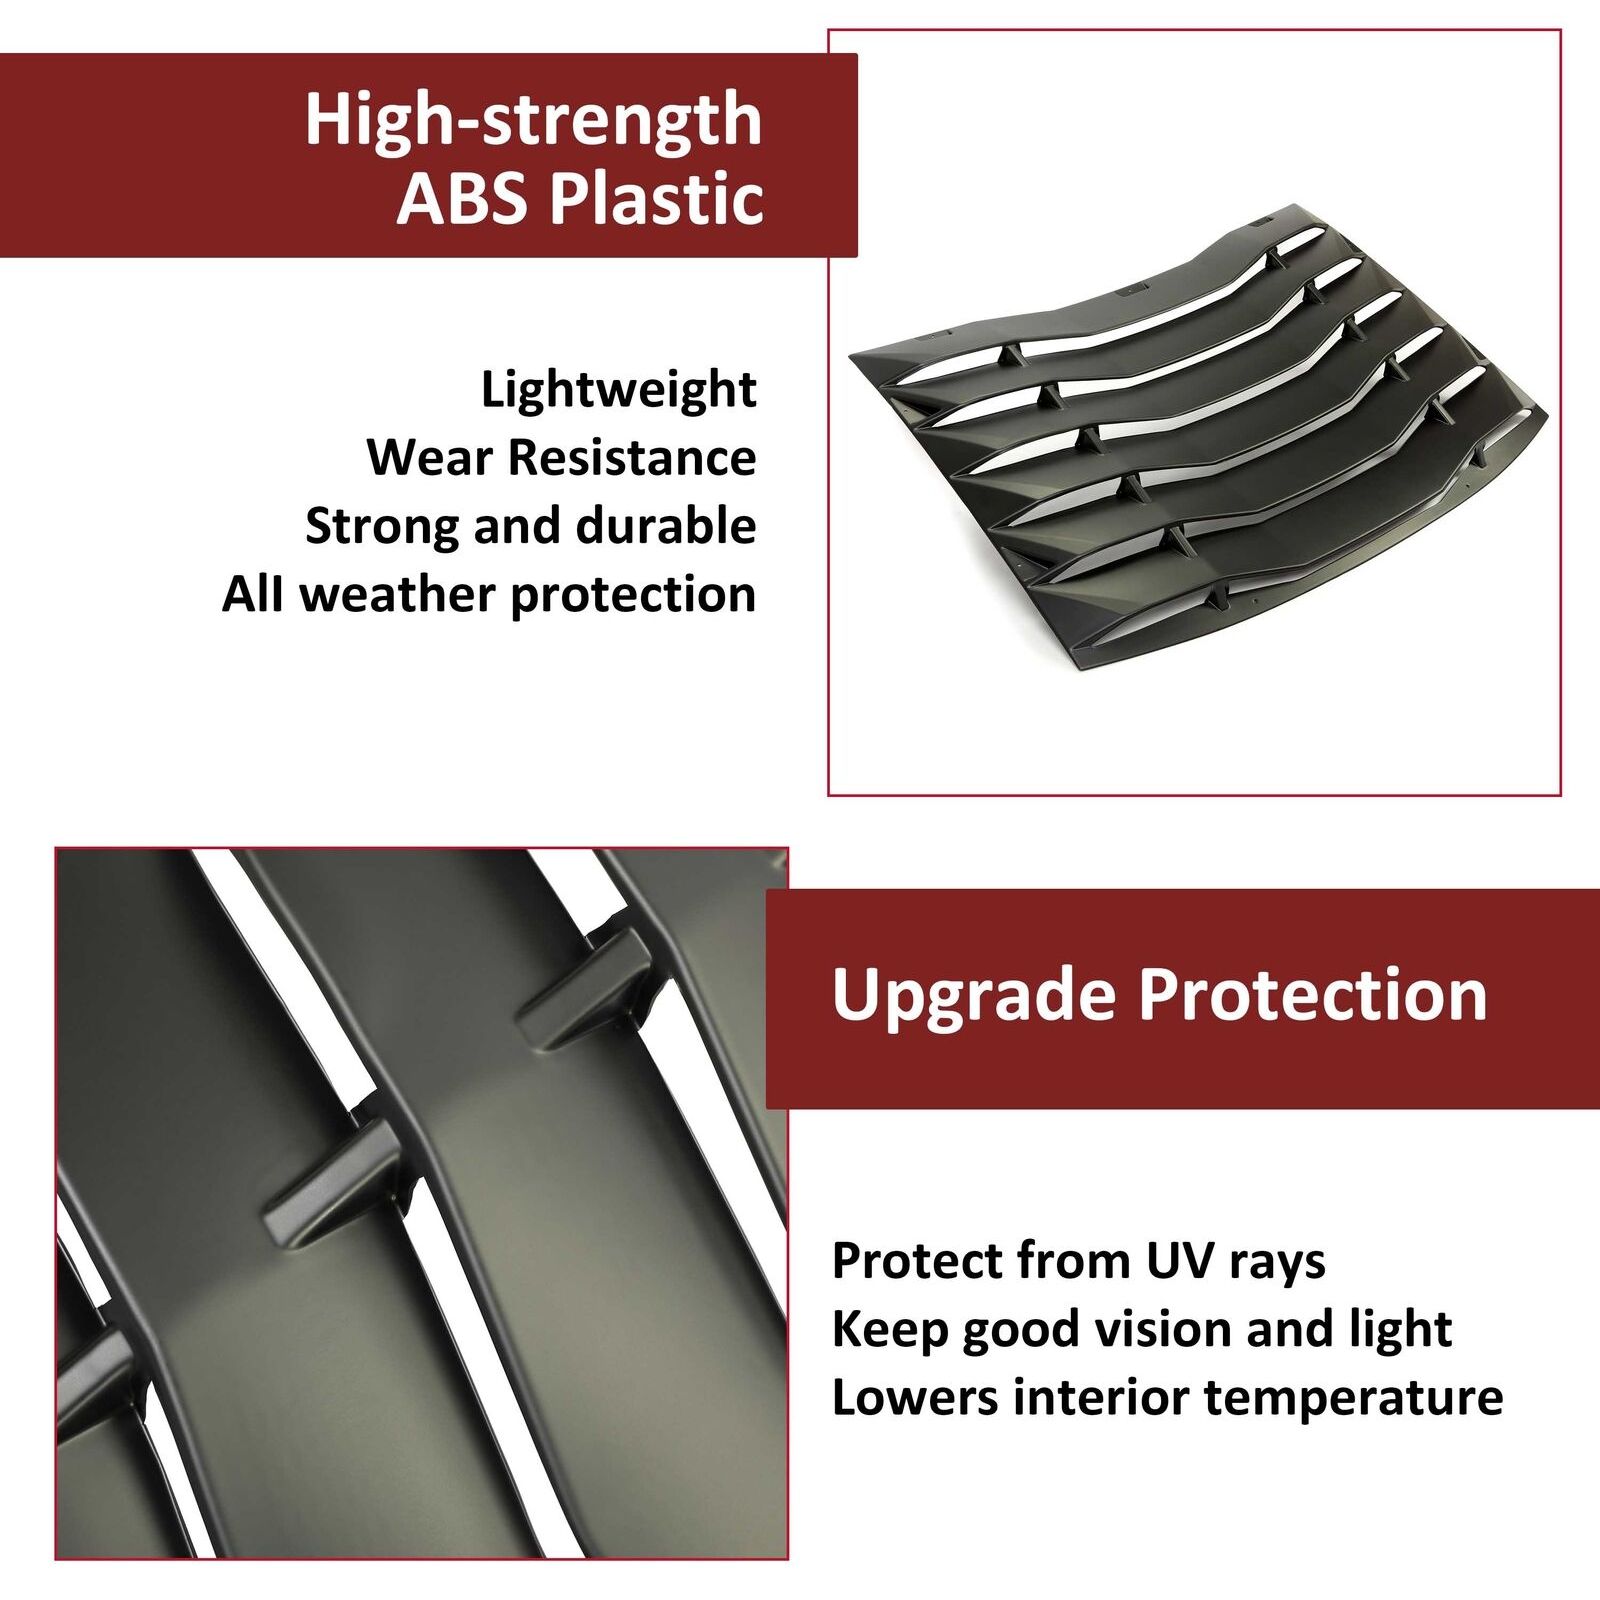 High-strength
ABS Plastic
Lightweight
Wear Resistance
Strong and durable
All weather protection
Upgrade Protection
Protect from UV rays
Keep good vision and light
Lowers interior temperature